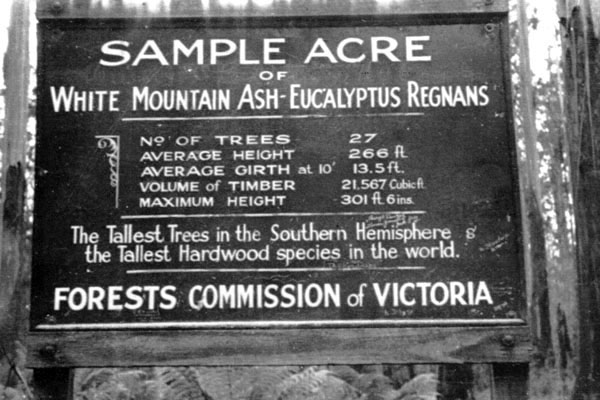 SAMPLE ACRE
OF
WHITE MOUNTAIN ASH-EUCALYPTUS REGNANS
Nº OF TREES 27
AVERAGE HEIGHT 266 ft.
AVERAGE GIRTH at 10' 13.5 ft.
VOLUME OF TIMBER 21,567 Cubic ft.
MAXIMUM HEIGHT 301 ft. 6 ins.
The Tallest Trees in the Southern Hemisphere &
the Tallest Hardwood species in the world.
FORESTS COMMISSION of VICTORIA